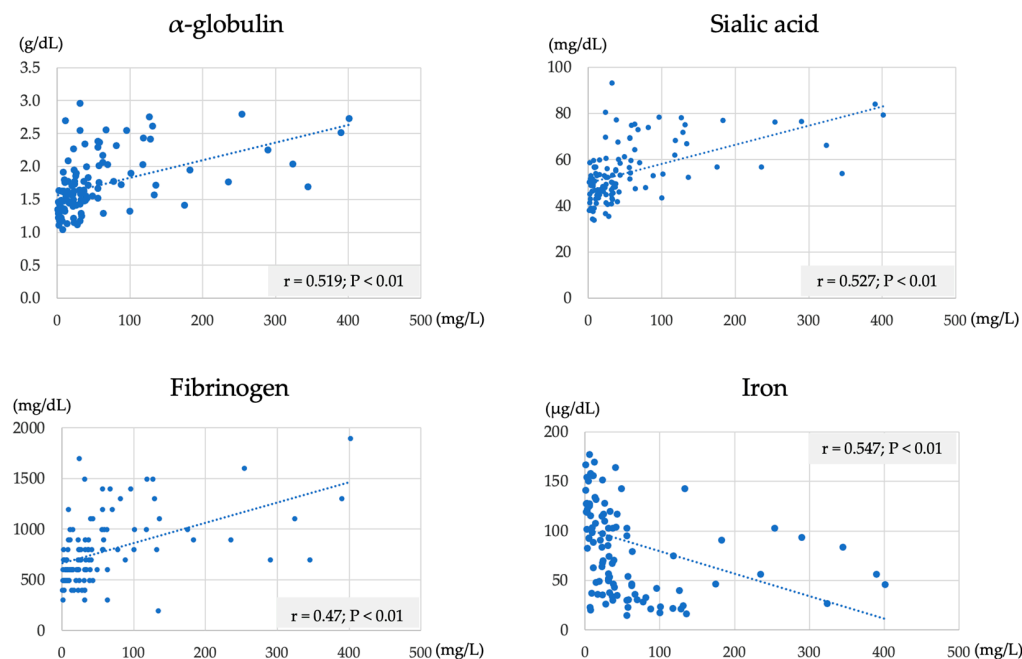 α-globulin
(g/dL)
3.5
3.0
2.5
2.0
1.5
1.0
0.5
0.0
r = 0.519; P < 0.01
0 100 200 300 400 500 (mg/L)
Sialic acid
(mg/dL)
100
80
60
40
20
0
r = 0.527; P < 0.01
0 100 200 300 400 500 (mg/L)
Fibrinogen
(mg/dL)
2000
1500
1000
500
0
r = 0.47; P < 0.01
0 100 200 300 400 500 (mg/L)
Iron
(µg/dL)
200
150
100
50
0
r = 0.547; P < 0.01
0 100 200 300 400 500 (mg/L)